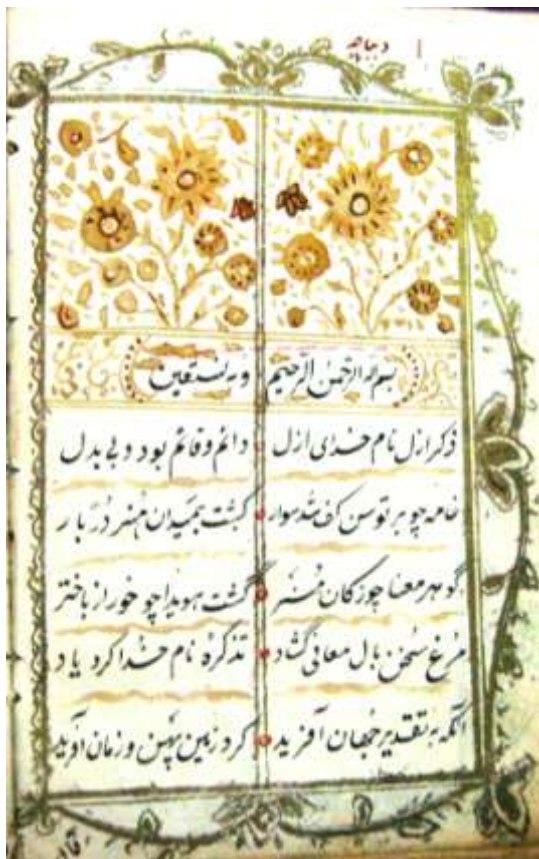 دیباچه
بسم الله الرحمن الرحیم وبه نستعین
ذکر ازل نام خدای ازل دائم و قائم بود و بی بدل
خامه چو بر توسن کف شد سوار گشت بمیدان هنر دُرّ بار
گوهر معنا چو ز کان هنر گشت هویدا چو خور از باختر
مرغ سخن بال معانی گشاد تذکرهٔ نام خدا کرد یاد
آنکه به تقدیر جهان آفرید کرد زمین پهن و زمان آفرید